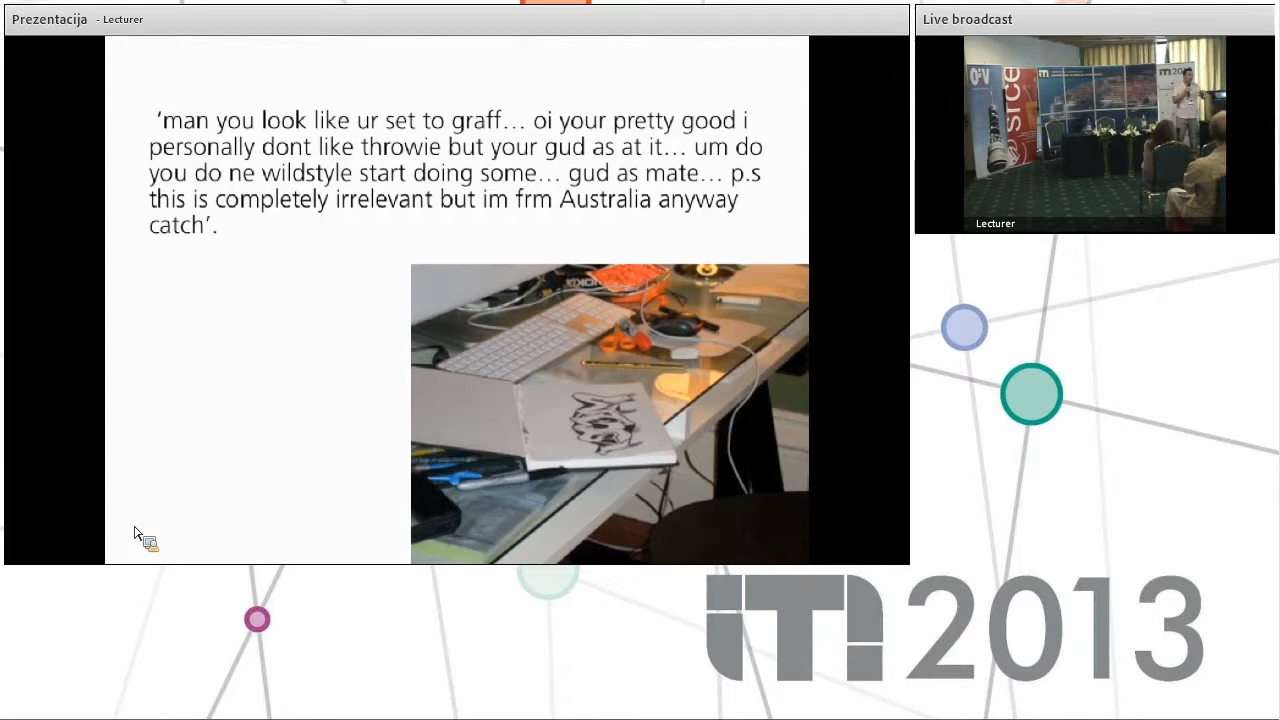 Prezentacija - Lecturer
Live broadcast
‘man you look like ur set to graff… oi your pretty good i
personally dont like throwie but your gud as at it… um do
you do ne wildstyle start doing some… gud as mate… p.s
this is completely irrelevant but im frm Australia anyway
catch’.
srce
Lecturer
iTi 2013